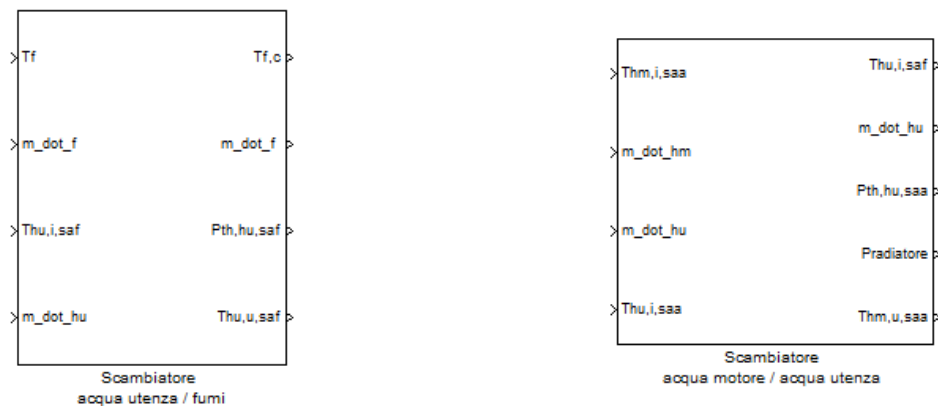 Tf
Tf,c
m_dot_f
m_dot_f
Thu,i,saf
Pth,hu,saf
m_dot_hu
Thu,u,saf
Scambiatore
acqua utenza / fumi
Thm,i,saa
Thu,i,saf
m_dot_hm
m_dot_hu
m_dot_hu
Pth,hu,saa
Thu,i,saa
Pradiatore
Thm,u,saa
Scambiatore
acqua motore / acqua utenza